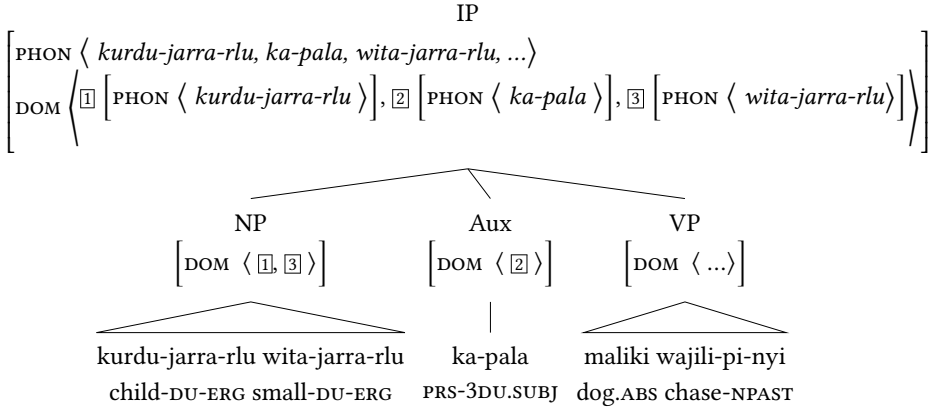 IP
PHON ⟨ kurdu-jarra-rlu, ka-pala, wita-jarra-rlu, …⟩
DOM ⟨ 1 [PHON ⟨ kurdu-jarra-rlu ⟩], 2 [PHON ⟨ ka-pala ⟩], 3 [PHON ⟨ wita-jarra-rlu⟩] ⟩
NP Aux VP
[DOM ⟨ 1, 3 ⟩] [DOM ⟨ 2 ⟩] [DOM ⟨ …⟩]
kurdu-jarra-rlu wita-jarra-rlu ka-pala maliki wajili-pi-nyi
child-DU-ERG small-DU-ERG PRS-3DU.SUBJ dog.ABS chase-NPAST